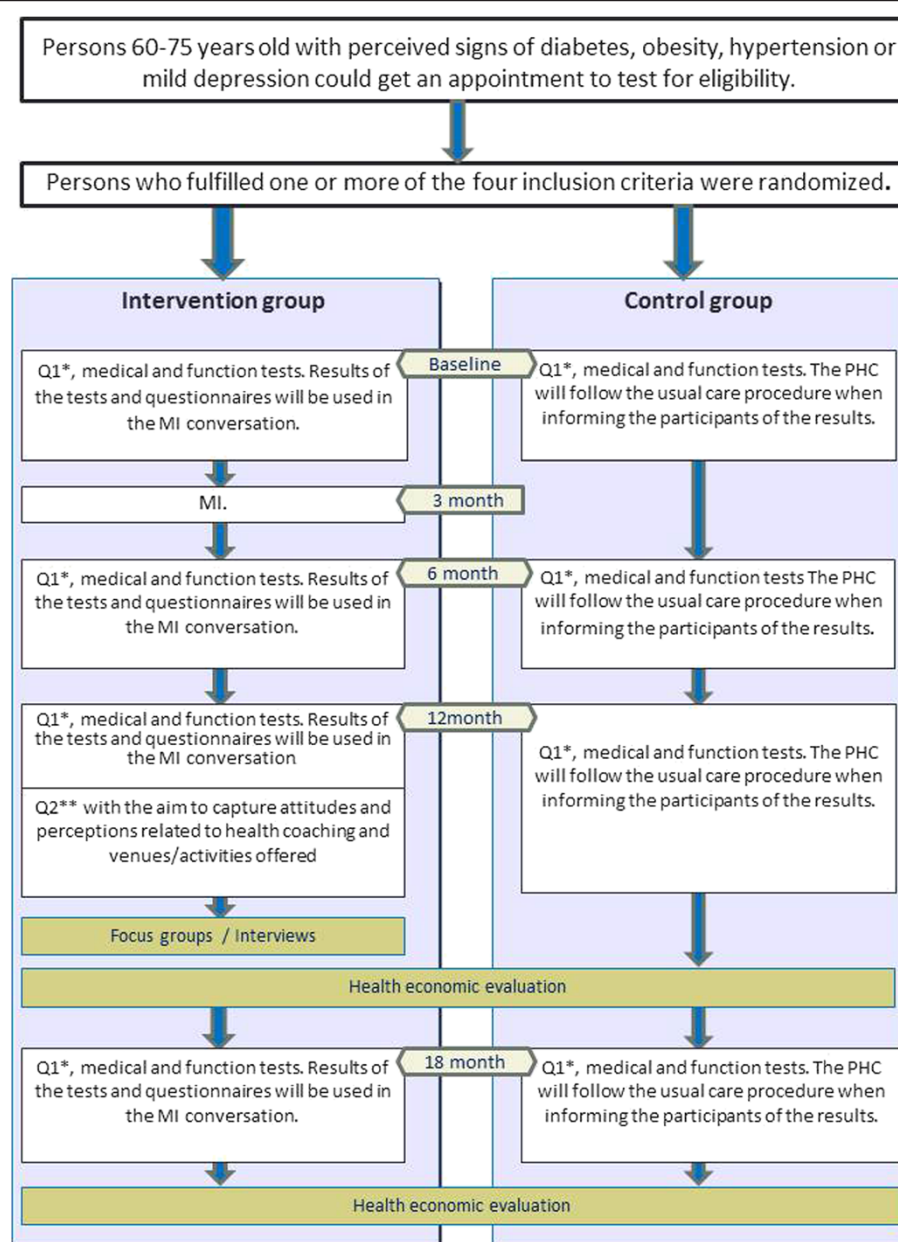 Persons 60-75 years old with perceived signs of diabetes, obesity, hypertension or
mild depression could get an appointment to test for eligibility.
Persons who fulfilled one or more of the four inclusion criteria were randomized.
Intervention group
Control group
Baseline
Q1*, medical and function tests. Results of
the tests and questionnaires will be used in
the MI conversation.
Q1*, medical and function tests. The PHC
will follow the usual care procedure when
informing the participants of the results.
MI.
3 month
6 month
Q1*, medical and function tests. Results of
the tests and questionnaires will be used in
the MI conversation.
Q1*, medical and function tests The PHC
will follow the usual care procedure when
informing the participants of the results.
12month
Q1*, medical and function tests. Results of
the tests and questionnaires will be used in
the MI conversation
Q2** with the aim to capture attitudes and
perceptions related to health coaching and
venues/activities offered
Q1*, medical and function tests. The PHC
will follow the usual care procedure when
informing the participants of the results.
Focus groups / Interviews
Health economic evaluation
18 month
Q1*, medical and function tests. Results of
the tests and questionnaires will be used in
the MI conversation.
Q1*, medical and function tests. The PHC
will follow the usual care procedure when
informing the participants of the results.
Health economic evaluation